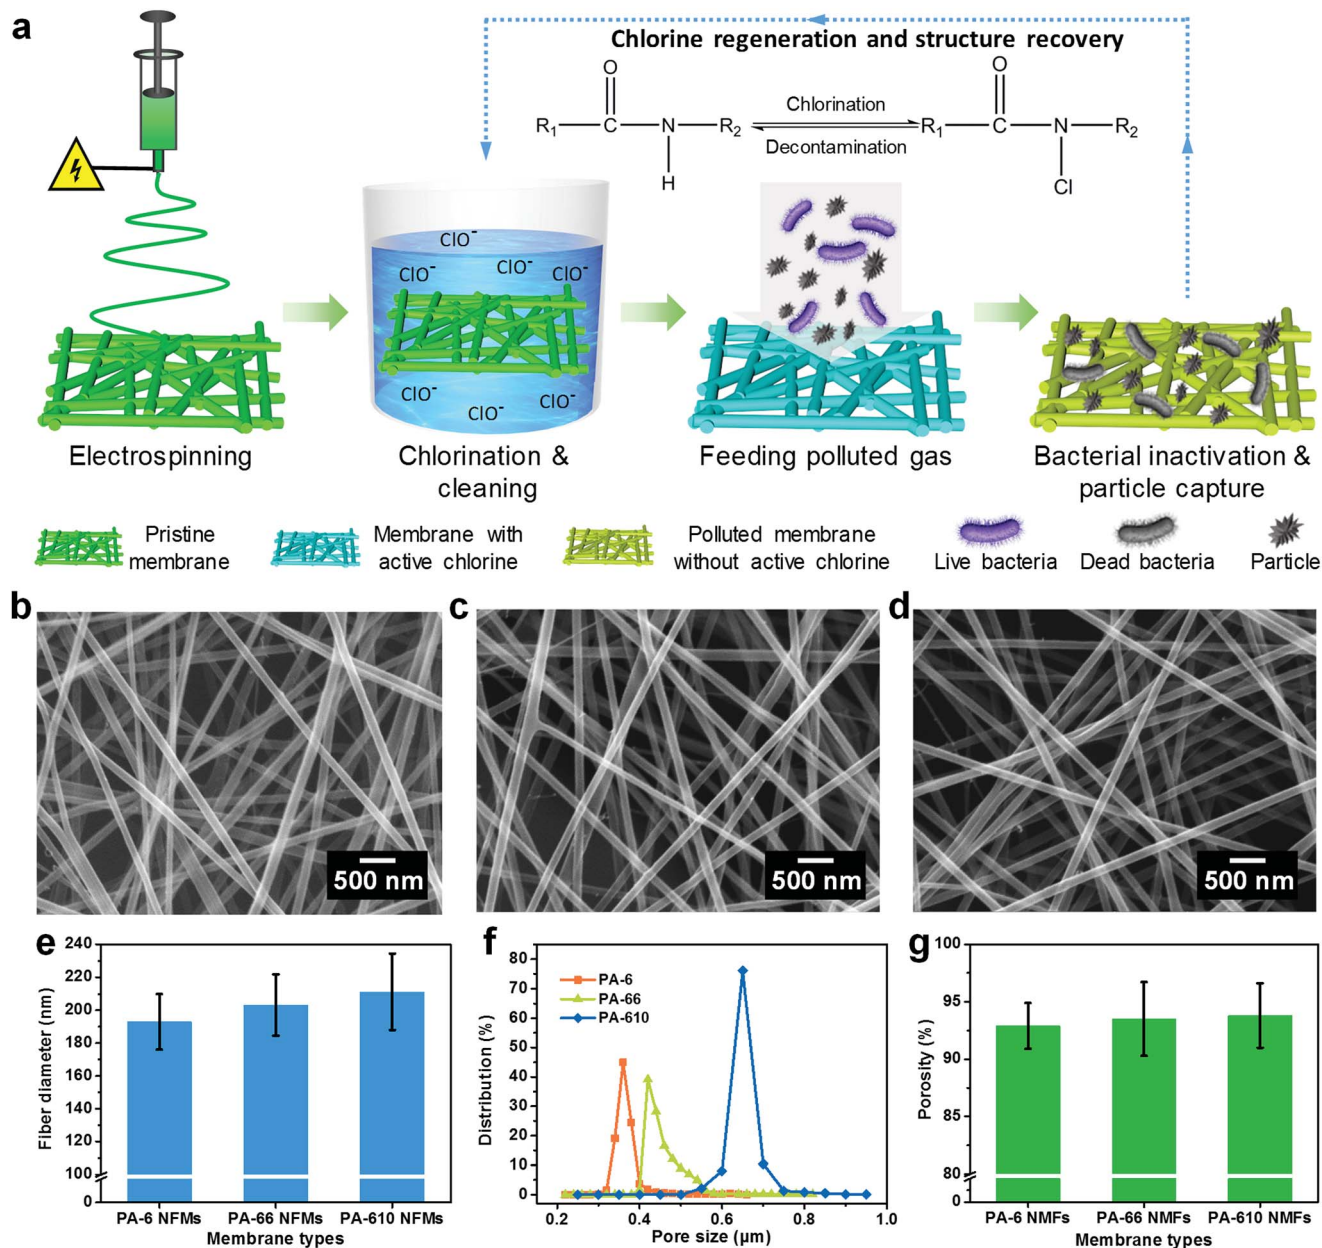 a
Chlorine regeneration and structure recovery
O
R1 C N R2
H
Chlorination
Decontamination
O
R1 C N R2
Cl
ClO-
ClO-
ClO-
ClO-
ClO-
ClO-
ClO-
Electrospinning
Chlorination &
cleaning
Feeding polluted gas
Bacterial inactivation &
particle capture
Pristine
membrane
Membrane with
active chlorine
Polluted membrane
without active chlorine
Live bacteria
Dead bacteria
Particle
b
500 nm
c
500 nm
d
500 nm
e
Fiber diameter (nm)
240
220
200
180
160
140
120
100
0
PA-6 NFMs PA-66 NFMs PA-610 NFMs
Membrane types
f
Distribution (%)
80
70
60
50
40
30
20
10
0
PA-6
PA-66
PA-610
0.2 0.4 0.6 0.8 1.0
Pore size (μm)
g
Porosity (%)
100
95
90
85
80
0
PA-6 NMFs PA-66 NMFs PA-610 NMFs
Membrane types